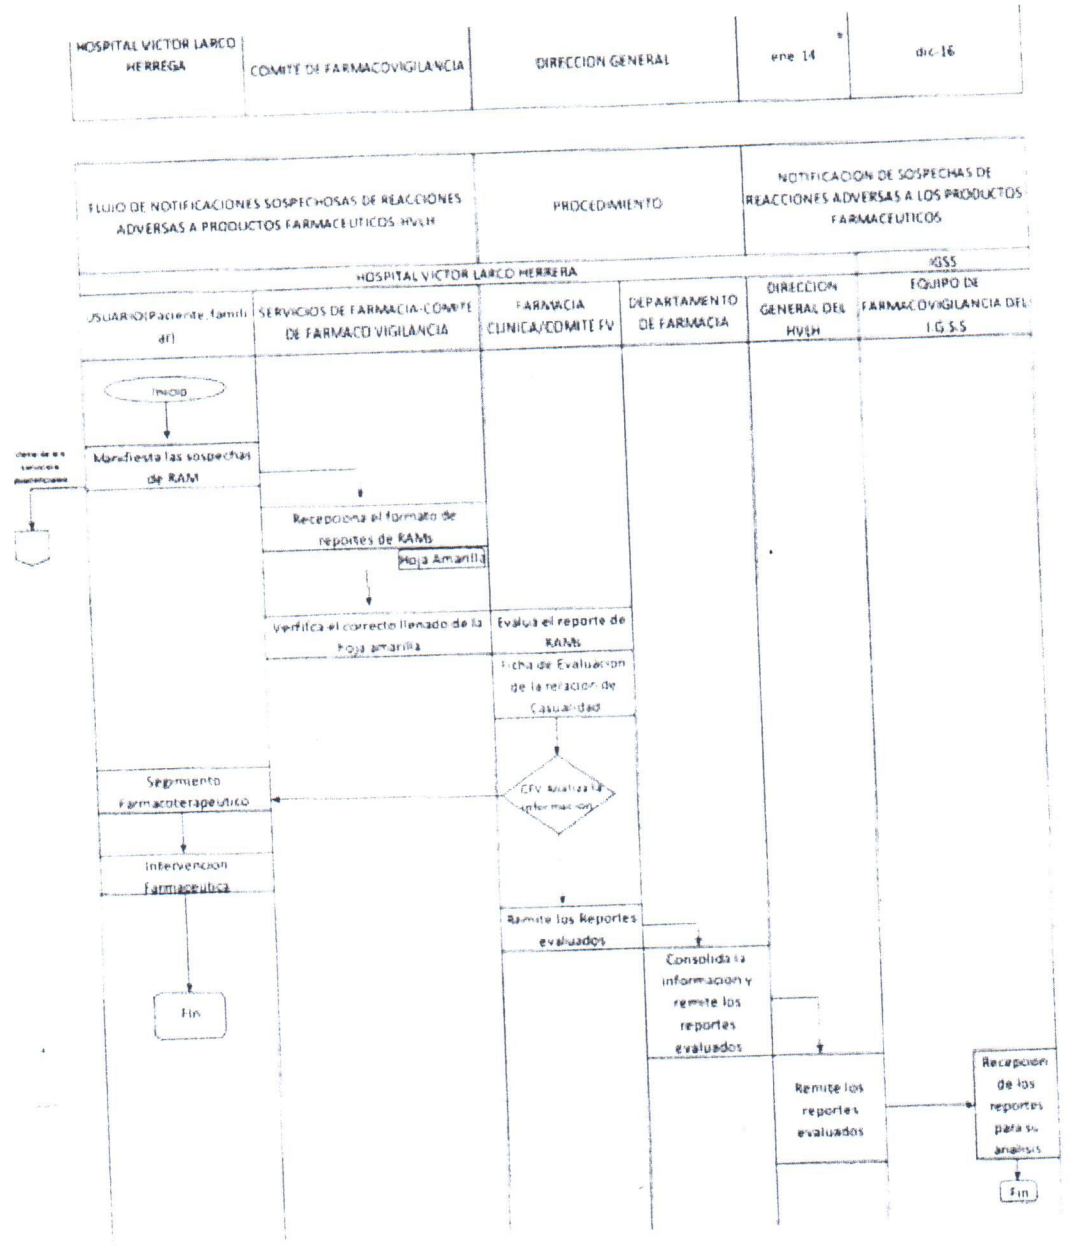 HOSPITAL VICTOR LARCO
HERREGA
COMITÉ DE FARMACOVIGILANCIA
DIRECCION GENERAL
ene-14
dic-16
FLUJO DE NOTIFICACIONES SOSPECHOSAS DE REACCIONES
ADVERSAS A PRODUCTOS FARMACEUTICOS-HVLH
PROCEDIMIENTO
NOTIFICACION DE SOSPECHAS DE
REACCIONES ADVERSAS A LOS PRODUCTOS
FARMACEUTICOS
HOSPITAL VICTOR LARCO HERRERA
IGSS
USUARIO(Paciente,famili
ar)
SERVICIOS DE FARMACIA-COMITE
DE FARMACO VIGILANCIA
FARMACIA
CLINICA/COMITE FV
DEPARTAMENTO
DE FARMACIA
DIRECCION
GENERAL DEL
HVLH
EQUIPO DE
FARMACOVIGILANCIA DEL
I.G.S.S
Inicio
Manifiesta las sospechas
de RAM
Recepciona el formato de
reportes de RAMs
Hoja Amarilla
Verifica el correcto llenado de la
hoja amarilla
Evalua el reporte de
RAMs
Ficha de Evaluacion
de la relacion de
Casualidad
CFV Analiza la
informacion
Segimiento
Farmacoterapeutico
Intervencion
Farmaceutica
Fin
Remite los Reportes
evaluados
Consolida la
informacion y
remite los
reportes
evaluados
Remite los
reportes
evaluados
Recepcion
de los
reportes
para su
analisis
Fin